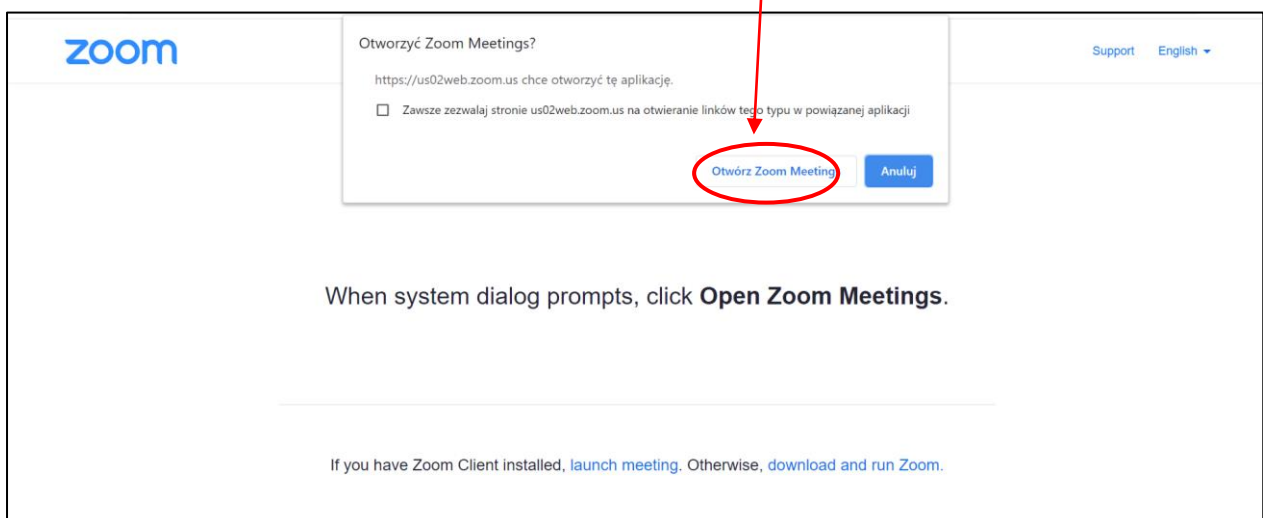 zoom
Support English
Otworzyć Zoom Meetings?
https://us02web.zoom.us chce otworzyć tę aplikację.
Zawsze zezwalaj stronie us02web.zoom.us na otwieranie linków tego typu w powiązanej aplikacji
Otwórz Zoom Meeting
Anuluj
When system dialog prompts, click Open Zoom Meetings.
If you have Zoom Client installed, launch meeting. Otherwise, download and run Zoom.